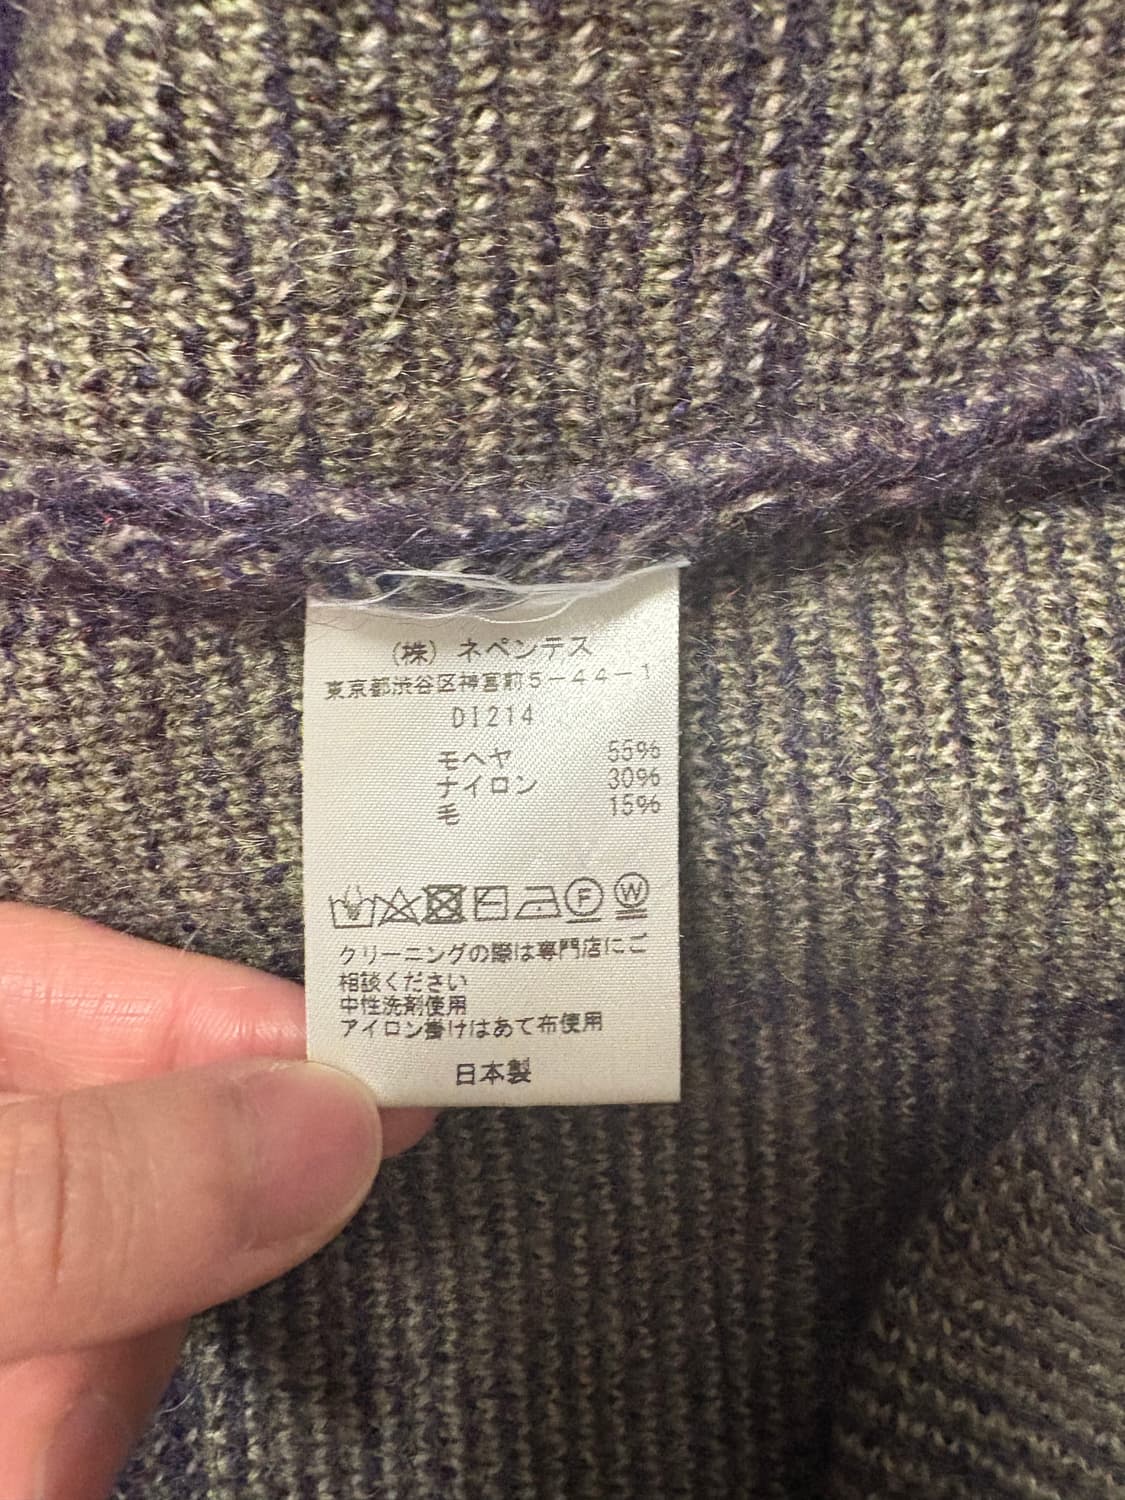 (株) ネペンテス
東京都渋谷区神宮前5-44-1
DI214
モヘヤ 55%
ナイロン 30%
毛 15%
F W
クリーニングの際は専門店にご
相談ください
中性洗剤使用
アイロン掛けはあて布使用
日本製